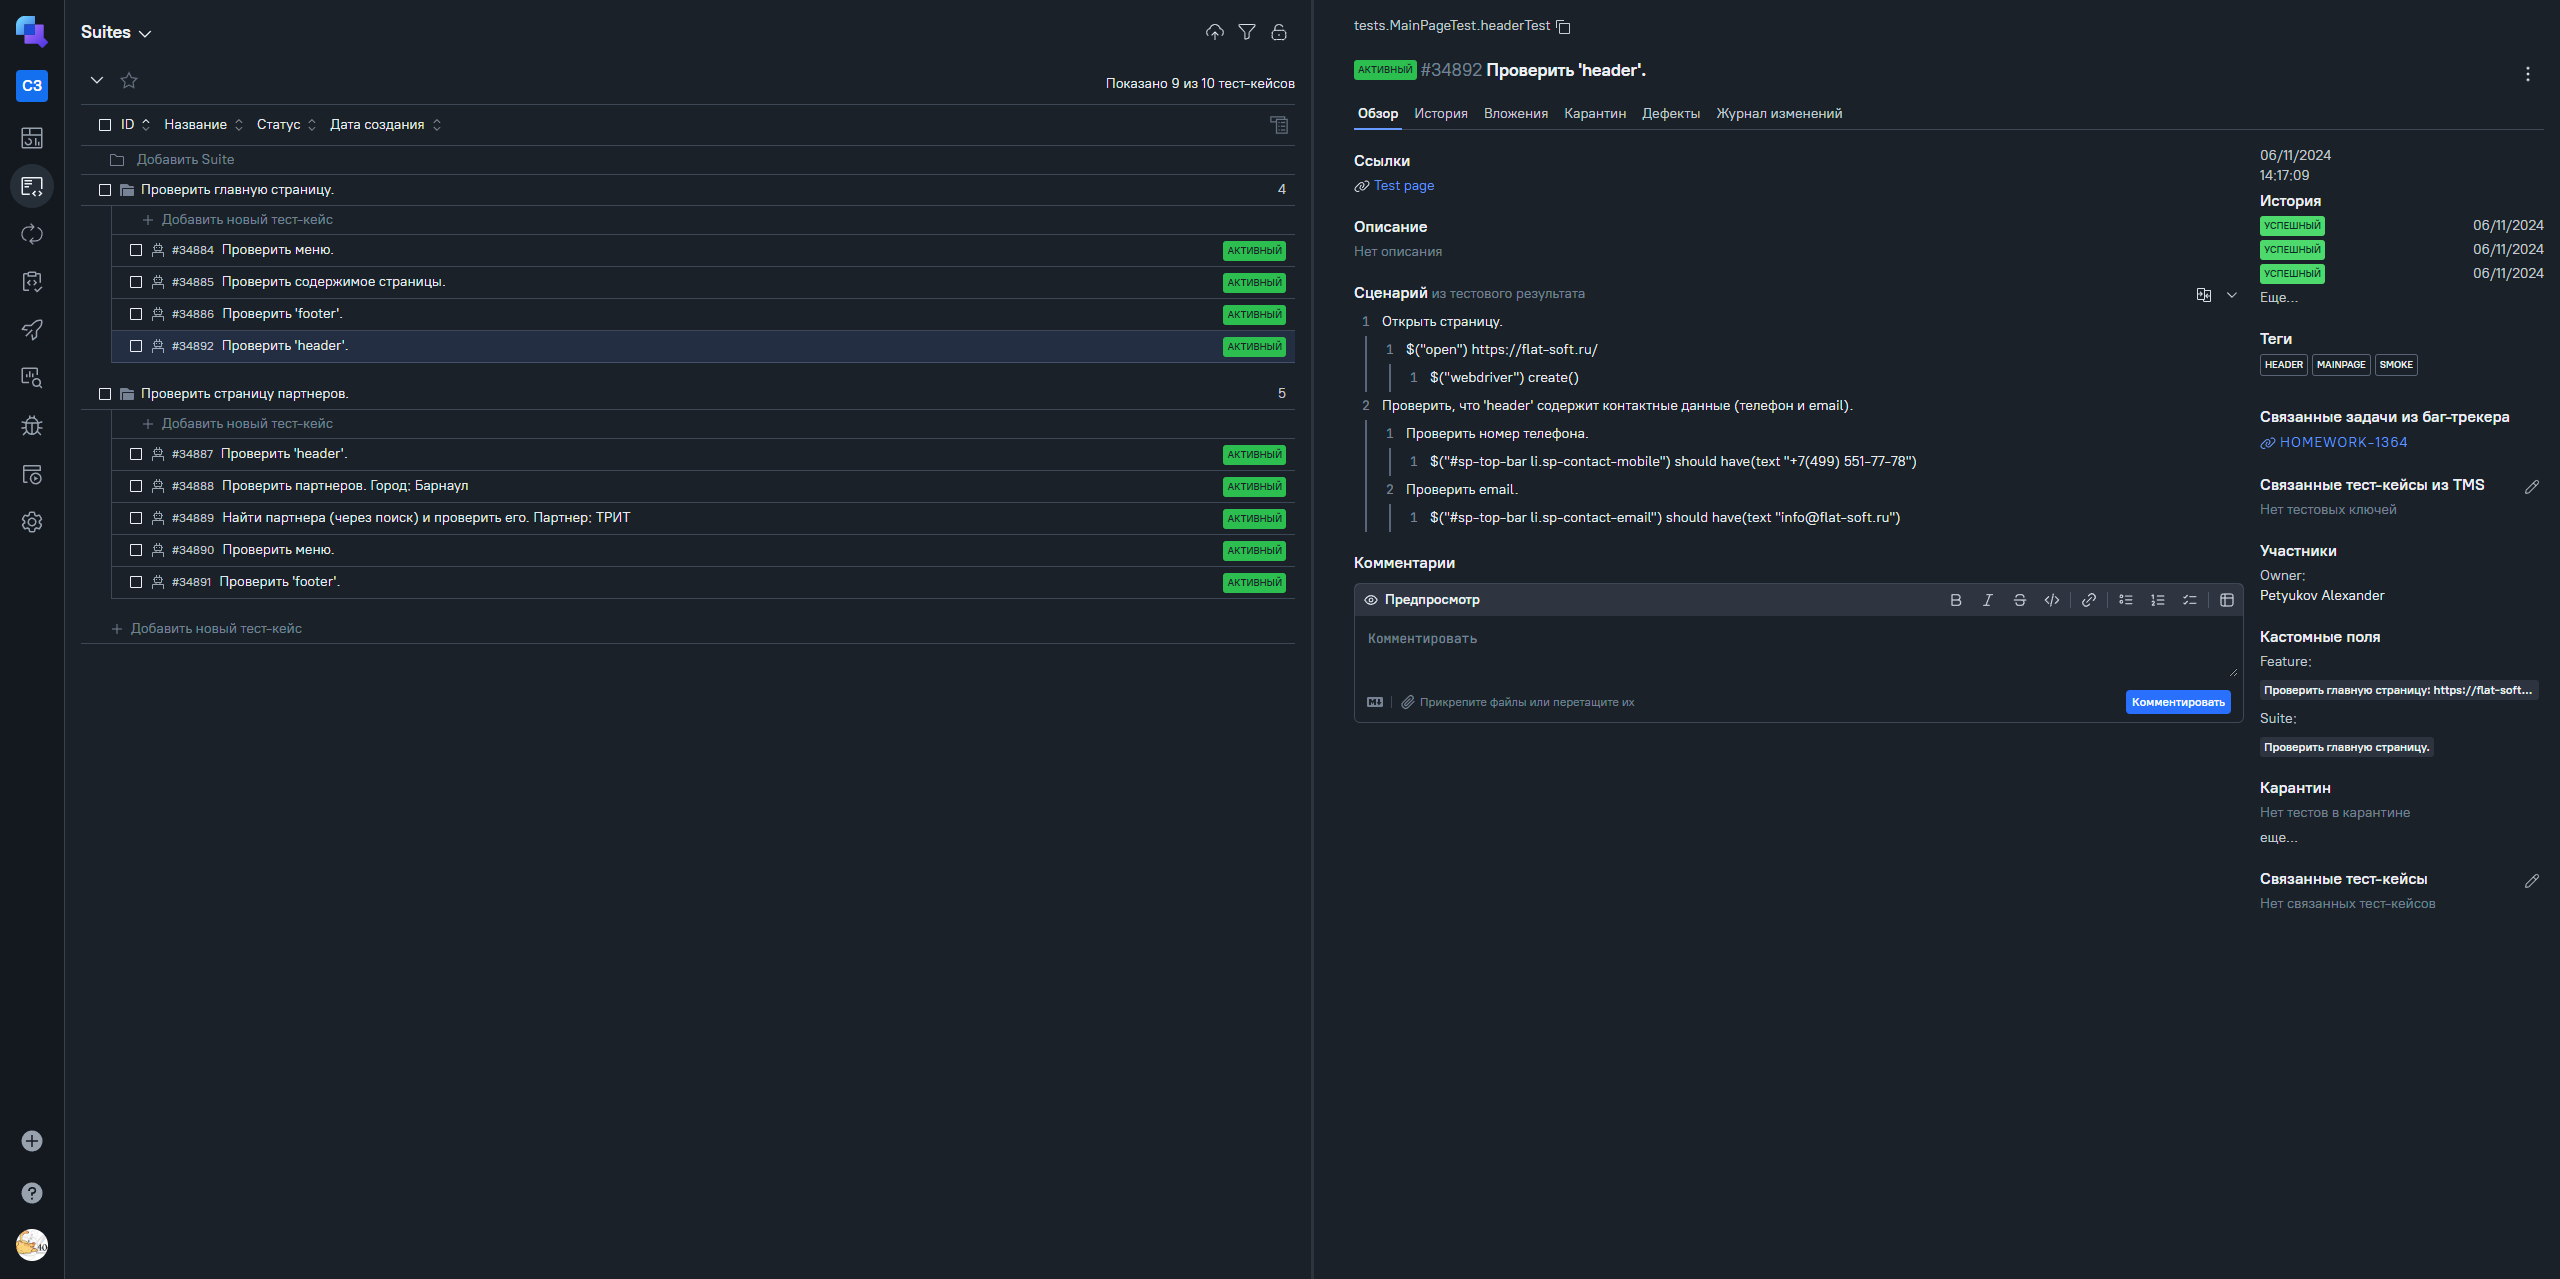 СЗ
Suites
Показано 9 из 10 тест-кейсов
ID Название Статус Дата создания
Добавить Suite
Проверить главную страницу. 4
Добавить новый тест-кейс
#34884 Проверить меню. АКТИВНЫЙ
#34885 Проверить содержимое страницы. АКТИВНЫЙ
#34886 Проверить 'footer'. АКТИВНЫЙ
#34892 Проверить 'header'. АКТИВНЫЙ
Проверить страницу партнеров. 5
Добавить новый тест-кейс
#34887 Проверить 'header'. АКТИВНЫЙ
#34888 Проверить партнеров. Город: Барнаул АКТИВНЫЙ
#34889 Найти партнера (через поиск) и проверить его. Партнер: ТРИТ АКТИВНЫЙ
#34890 Проверить меню. АКТИВНЫЙ
#34891 Проверить 'footer'. АКТИВНЫЙ
Добавить новый тест-кейс
tests.MainPageTest.headerTest
АКТИВНЫЙ #34892 Проверить 'header'.
Обзор История Вложения Карантин Дефекты Журнал изменений
Ссылки
Test page
Описание
Нет описания
Сценарий из тестового результата
1 Открыть страницу.
1 $("open") https://flat-soft.ru/
1 $("webdriver") create()
2 Проверить, что 'header' содержит контактные данные (телефон и email).
1 Проверить номер телефона.
1 $("#sp-top-bar li.sp-contact-mobile") should have(text "+7(499) 551-77-78")
2 Проверить email.
1 $("#sp-top-bar li.sp-contact-email") should have(text "info@flat-soft.ru")
Комментарии
Предпросмотр
Комментировать
Прикрепите файлы или перетащите их
Комментировать
06/11/2024
14:17:09
История
УСПЕШНЫЙ 06/11/2024
УСПЕШНЫЙ 06/11/2024
УСПЕШНЫЙ 06/11/2024
Еще...
Теги
HEADER MAINPAGE SMOKE
Связанные задачи из баг-трекера
HOMEWORK-1364
Связанные тест-кейсы из TMS
Нет тестовых ключей
Участники
Owner:
Petyukov Alexander
Кастомные поля
Feature:
Проверить главную страницу: https://flat-soft...
Suite:
Проверить главную страницу.
Карантин
Нет тестов в карантине
еще...
Связанные тест-кейсы
Нет связанных тест-кейсов